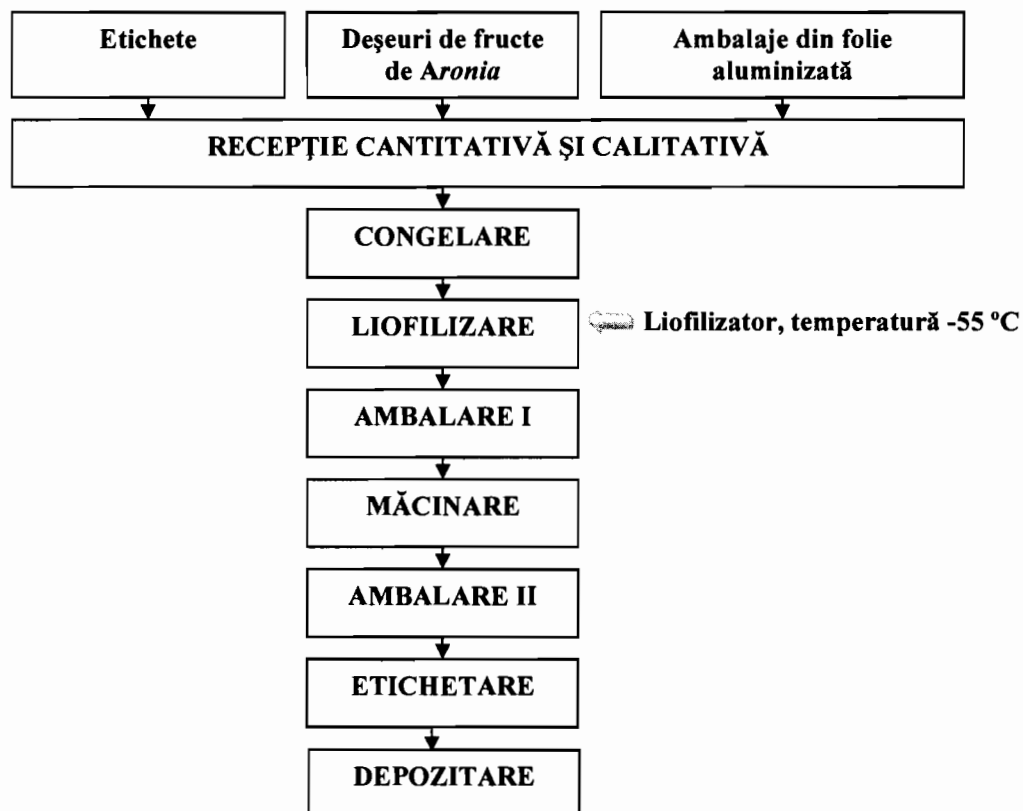 Etichete
Deşeuri de fructe
de Aronia
Ambalaje din folie
aluminizată
RECEPŢIE CANTITATIVĂ ŞI CALITATIVĂ
CONGELARE
LIOFILIZARE
Liofilizator, temperatură -55 ºC
AMBALARE I
MĂCINARE
AMBALARE II
ETICHETARE
DEPOZITARE